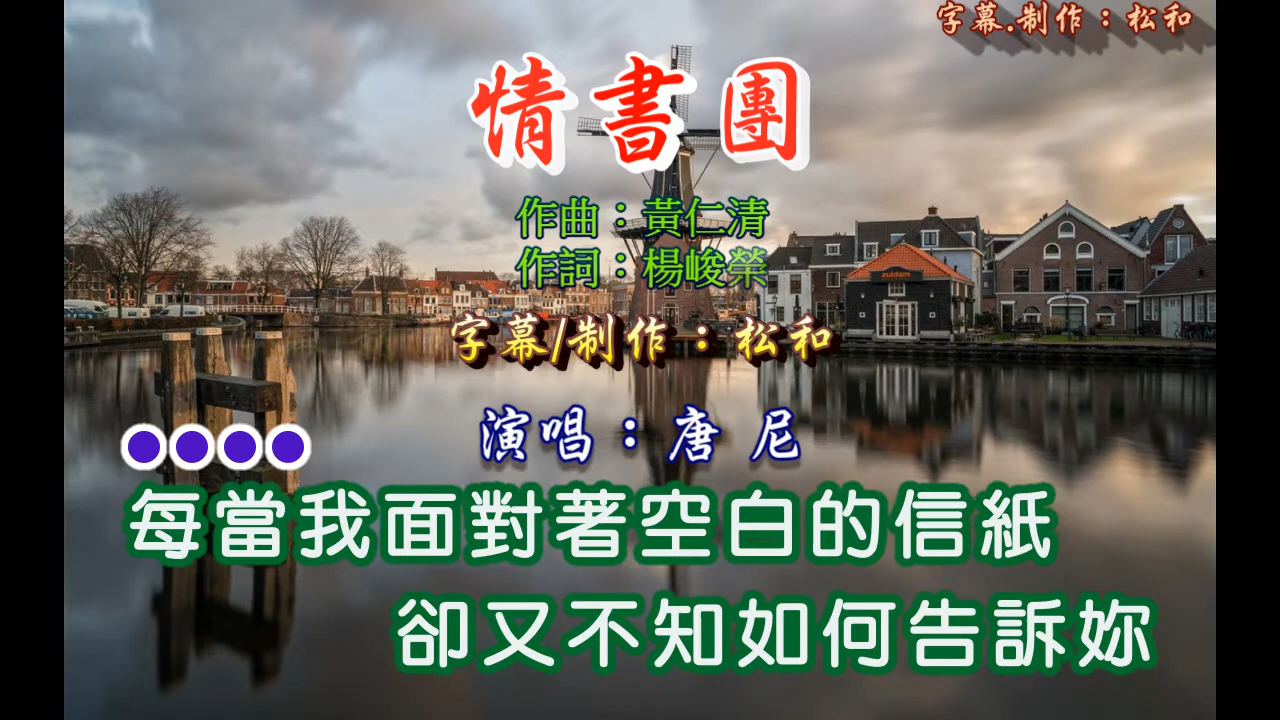 字幕.制作：松和
情書團
作曲：黃仁清
作詞：楊峻榮
zuidam
字幕/制作：松和
演唱：唐 尼
每當我面對著空白的信紙
卻又不知如何告訴妳